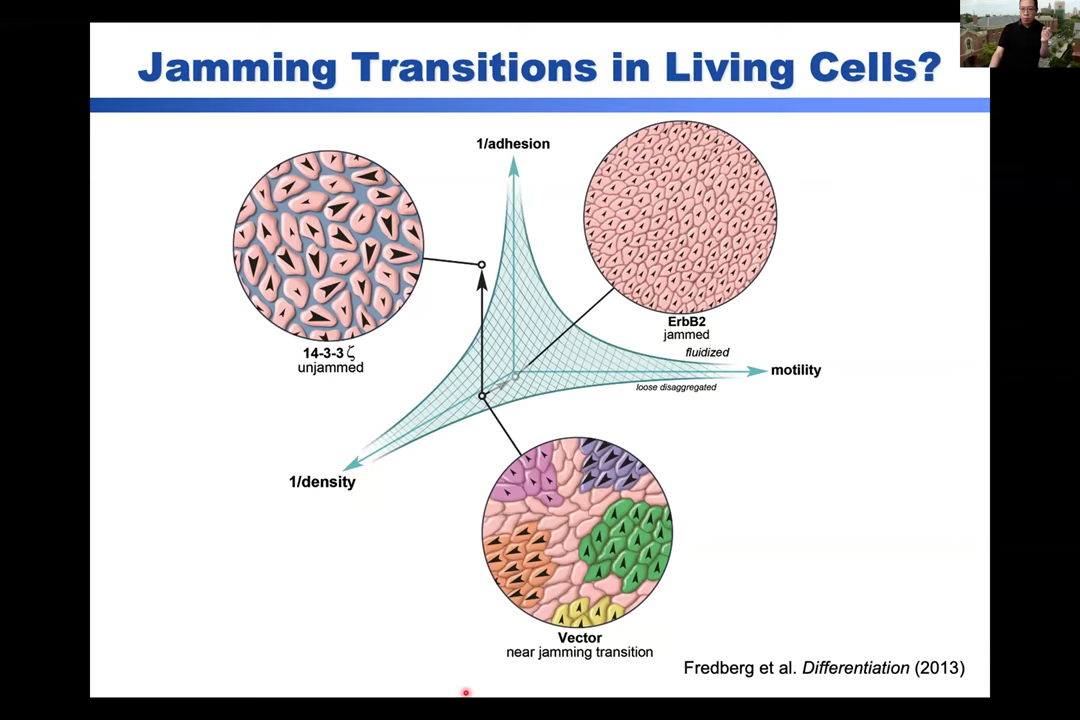 Jamming Transitions in Living Cells?
1/adhesion
14-3-3 ζ
unjammed
ErbB2
jammed
fluidized
motility
loose disaggregated
1/density
Vector
near jamming transition
Fredberg et al. Differentiation (2013)